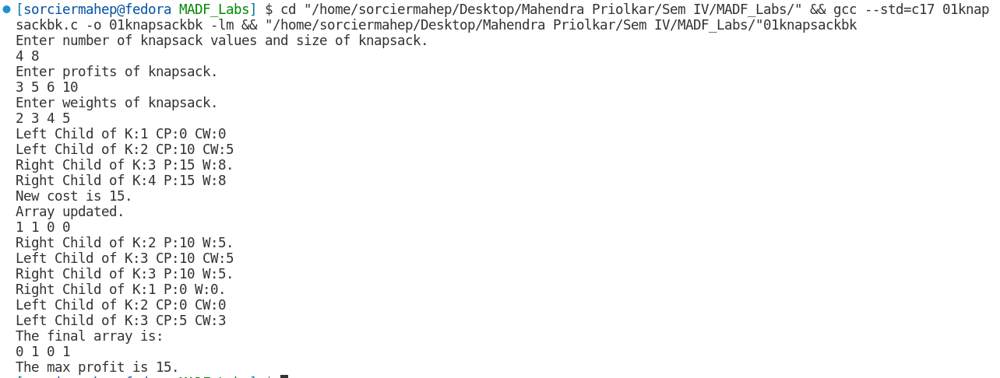 [sorciermahep@fedora MADF_Labs] $ cd "/home/sorciermahep/Desktop/Mahendra Priolkar/Sem IV/MADF_Labs/" && gcc --std=c17 01knap
sackbk.c -o 01knapsackbk -lm && "/home/sorciermahep/Desktop/Mahendra Priolkar/Sem IV/MADF_Labs/"01knapsackbk
Enter number of knapsack values and size of knapsack.
4 8
Enter profits of knapsack.
3 5 6 10
Enter weights of knapsack.
2 3 4 5
Left Child of K:1 CP:0 CW:0
Left Child of K:2 CP:10 CW:5
Right Child of K:3 P:15 W:8.
Right Child of K:4 P:15 W:8
New cost is 15.
Array updated.
1 1 0 0
Right Child of K:2 P:10 W:5.
Left Child of K:3 CP:10 CW:5
Right Child of K:3 P:10 W:5.
Right Child of K:1 P:0 W:0.
Left Child of K:2 CP:0 CW:0
Left Child of K:3 CP:5 CW:3
The final array is:
0 1 0 1
The max profit is 15.